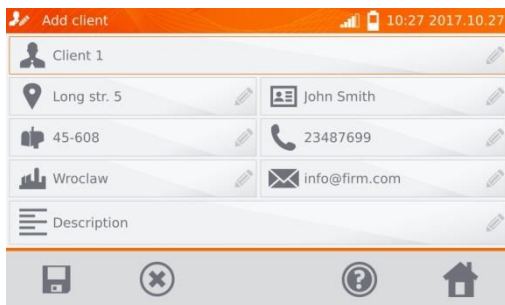 Add client 10:27 2017.10.27
Client 1
Long str. 5 John Smith
45-608 23487699
Wroclaw info@firm.com
Description